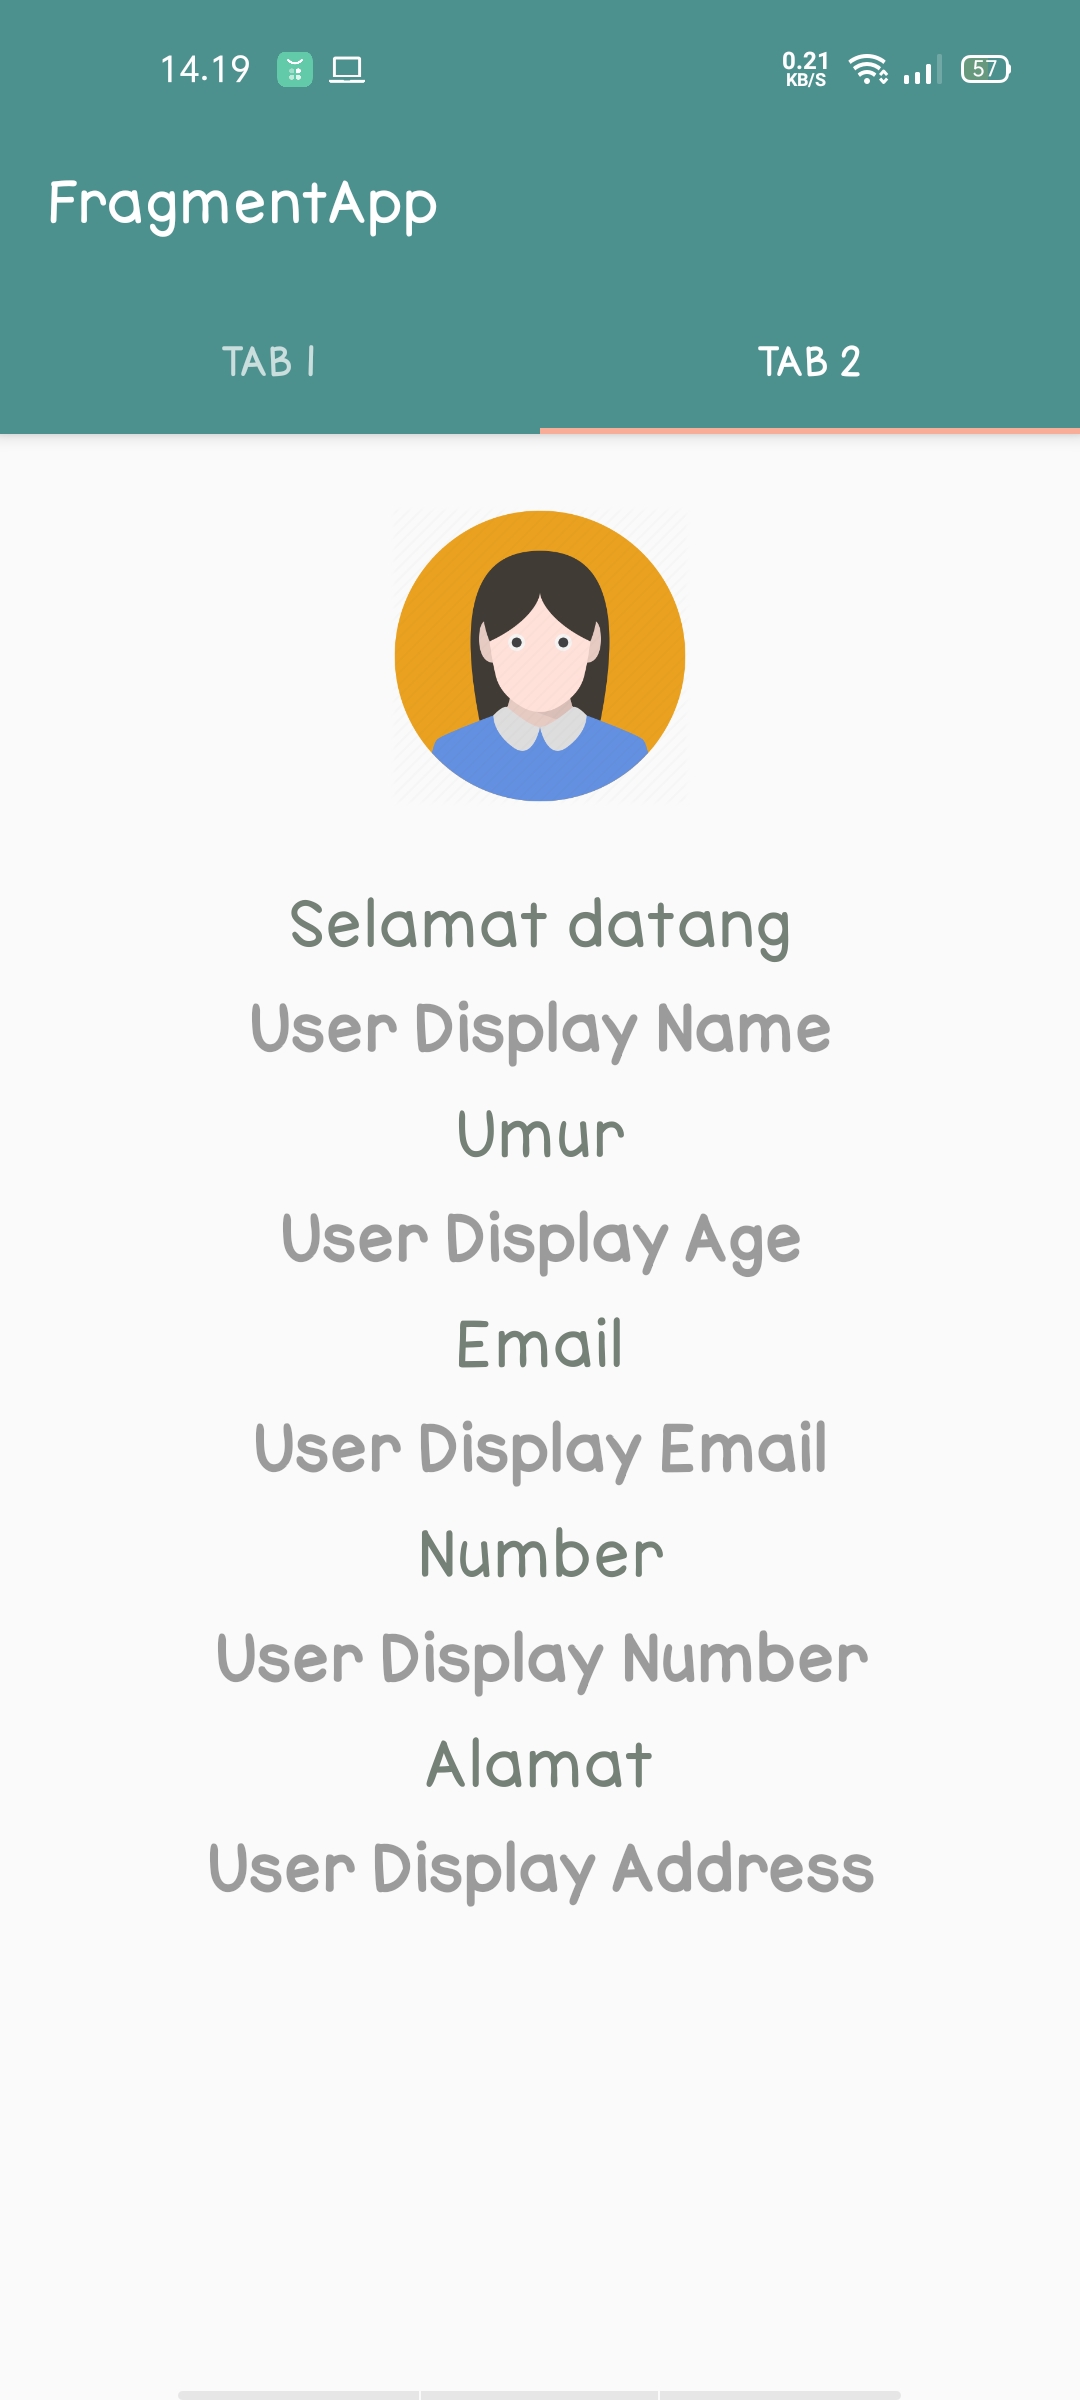 14.19 0.21 KB/S 57
FragmentApp
TAB 1 TAB 2
Selamat datang
User Display Name
Umur
User Display Age
Email
User Display Email
Number
User Display Number
Alamat
User Display Address